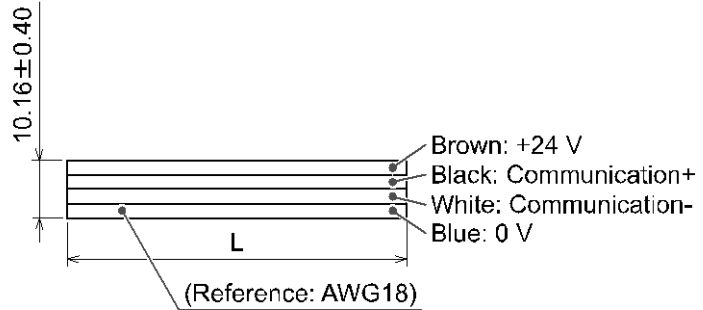 10.16±0.40
Brown: +24 V
Black: Communication+
White: Communication-
Blue: 0 V
L
(Reference: AWG18)